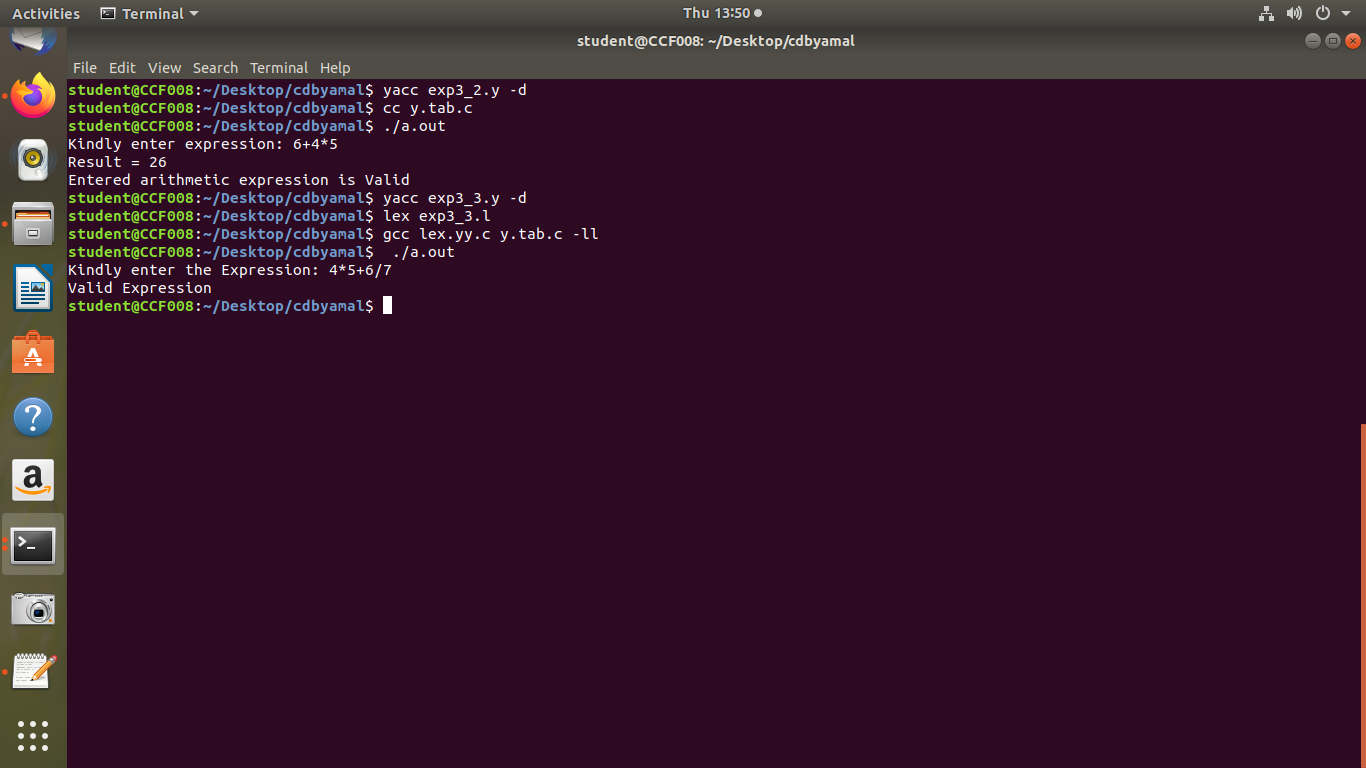 Activities Terminal Thu 13:50
student@CCF008: ~/Desktop/cdbyamal
File Edit View Search Terminal Help
student@CCF008:~/Desktop/cdbyamal$ yacc exp3_2.y -d
student@CCF008:~/Desktop/cdbyamal$ cc y.tab.c
student@CCF008:~/Desktop/cdbyamal$ ./a.out
Kindly enter expression: 6+4*5
Result = 26
Entered arithmetic expression is Valid
student@CCF008:~/Desktop/cdbyamal$ yacc exp3_3.y -d
student@CCF008:~/Desktop/cdbyamal$ lex exp3_3.l
student@CCF008:~/Desktop/cdbyamal$ gcc lex.yy.c y.tab.c -ll
student@CCF008:~/Desktop/cdbyamal$  ./a.out
Kindly enter the Expression: 4*5+6/7
Valid Expression
student@CCF008:~/Desktop/cdbyamal$